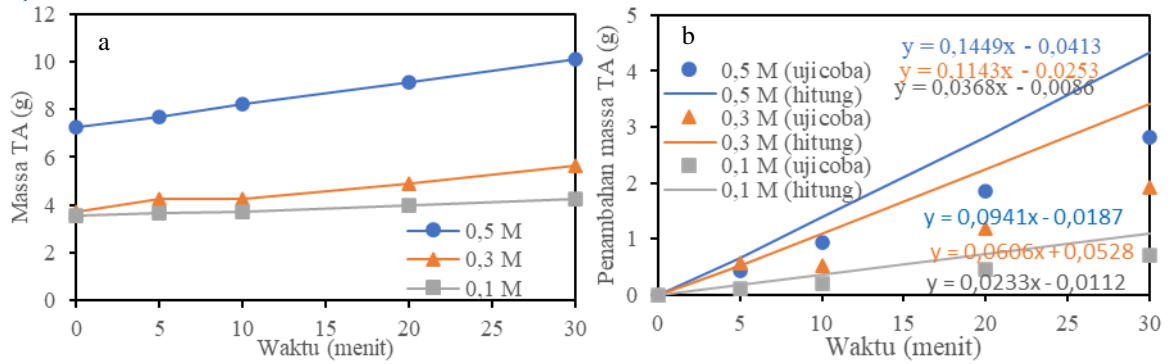 a
Massa TA (g)
12
10
8
6
4
2
0
0,5 M
0,3 M
0,1 M
0 5 10 15 20 25 30
Waktu (menit)
b
Penambahan massa TA (g)
5
4
3
2
1
0
0,5 M (uji coba)
0,5 M (hitung)
0,3 M (uji coba)
0,3 M (hitung)
0,1 M (uji coba)
0,1 M (hitung)
y = 0,1449x - 0,0413
y = 0,1143x - 0,0253
y = 0,0368x - 0,0086
y = 0,0941x - 0,0187
y = 0,0606x + 0,0528
y = 0,0233x - 0,0112
0 5 10 15 20 25 30
Waktu (menit)